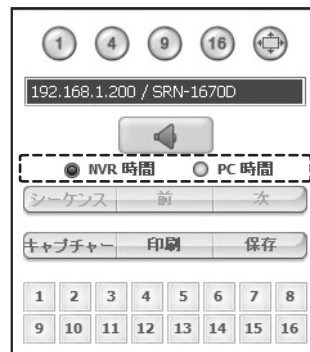 1 4 9 16
192.168.1.200 / SRN-1670D
NVR 時間 PC 時間
シーケンス 前 次
キャプチャー 印刷 保存
1 2 3 4 5 6 7 8
9 10 11 12 13 14 15 16